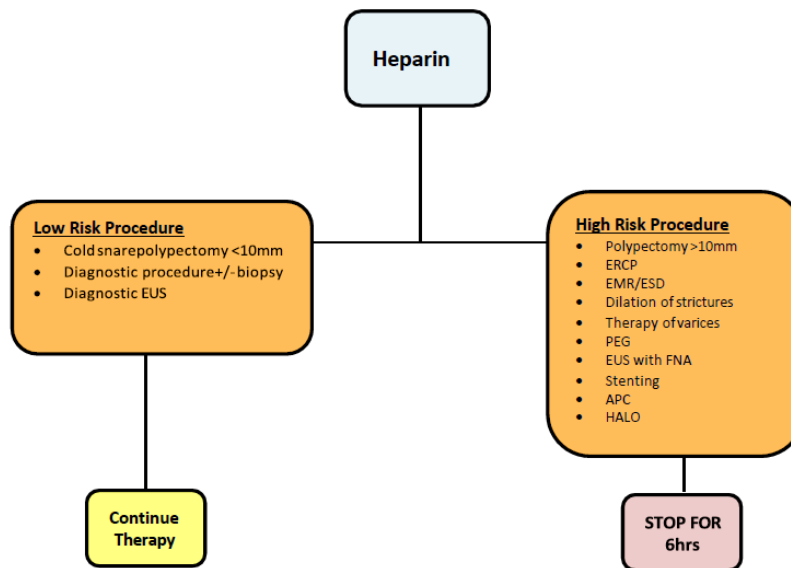 Heparin
Low Risk Procedure
• Cold snarepolypectomy <10mm
• Diagnostic procedure+/-biopsy
• Diagnostic EUS
High Risk Procedure
• Polypectomy >10mm
• ERCP
• EMR/ESD
• Dilation of strictures
• Therapy of varices
• PEG
• EUS with FNA
• Stenting
• APC
• HALO
Continue
Therapy
STOP FOR
6hrs